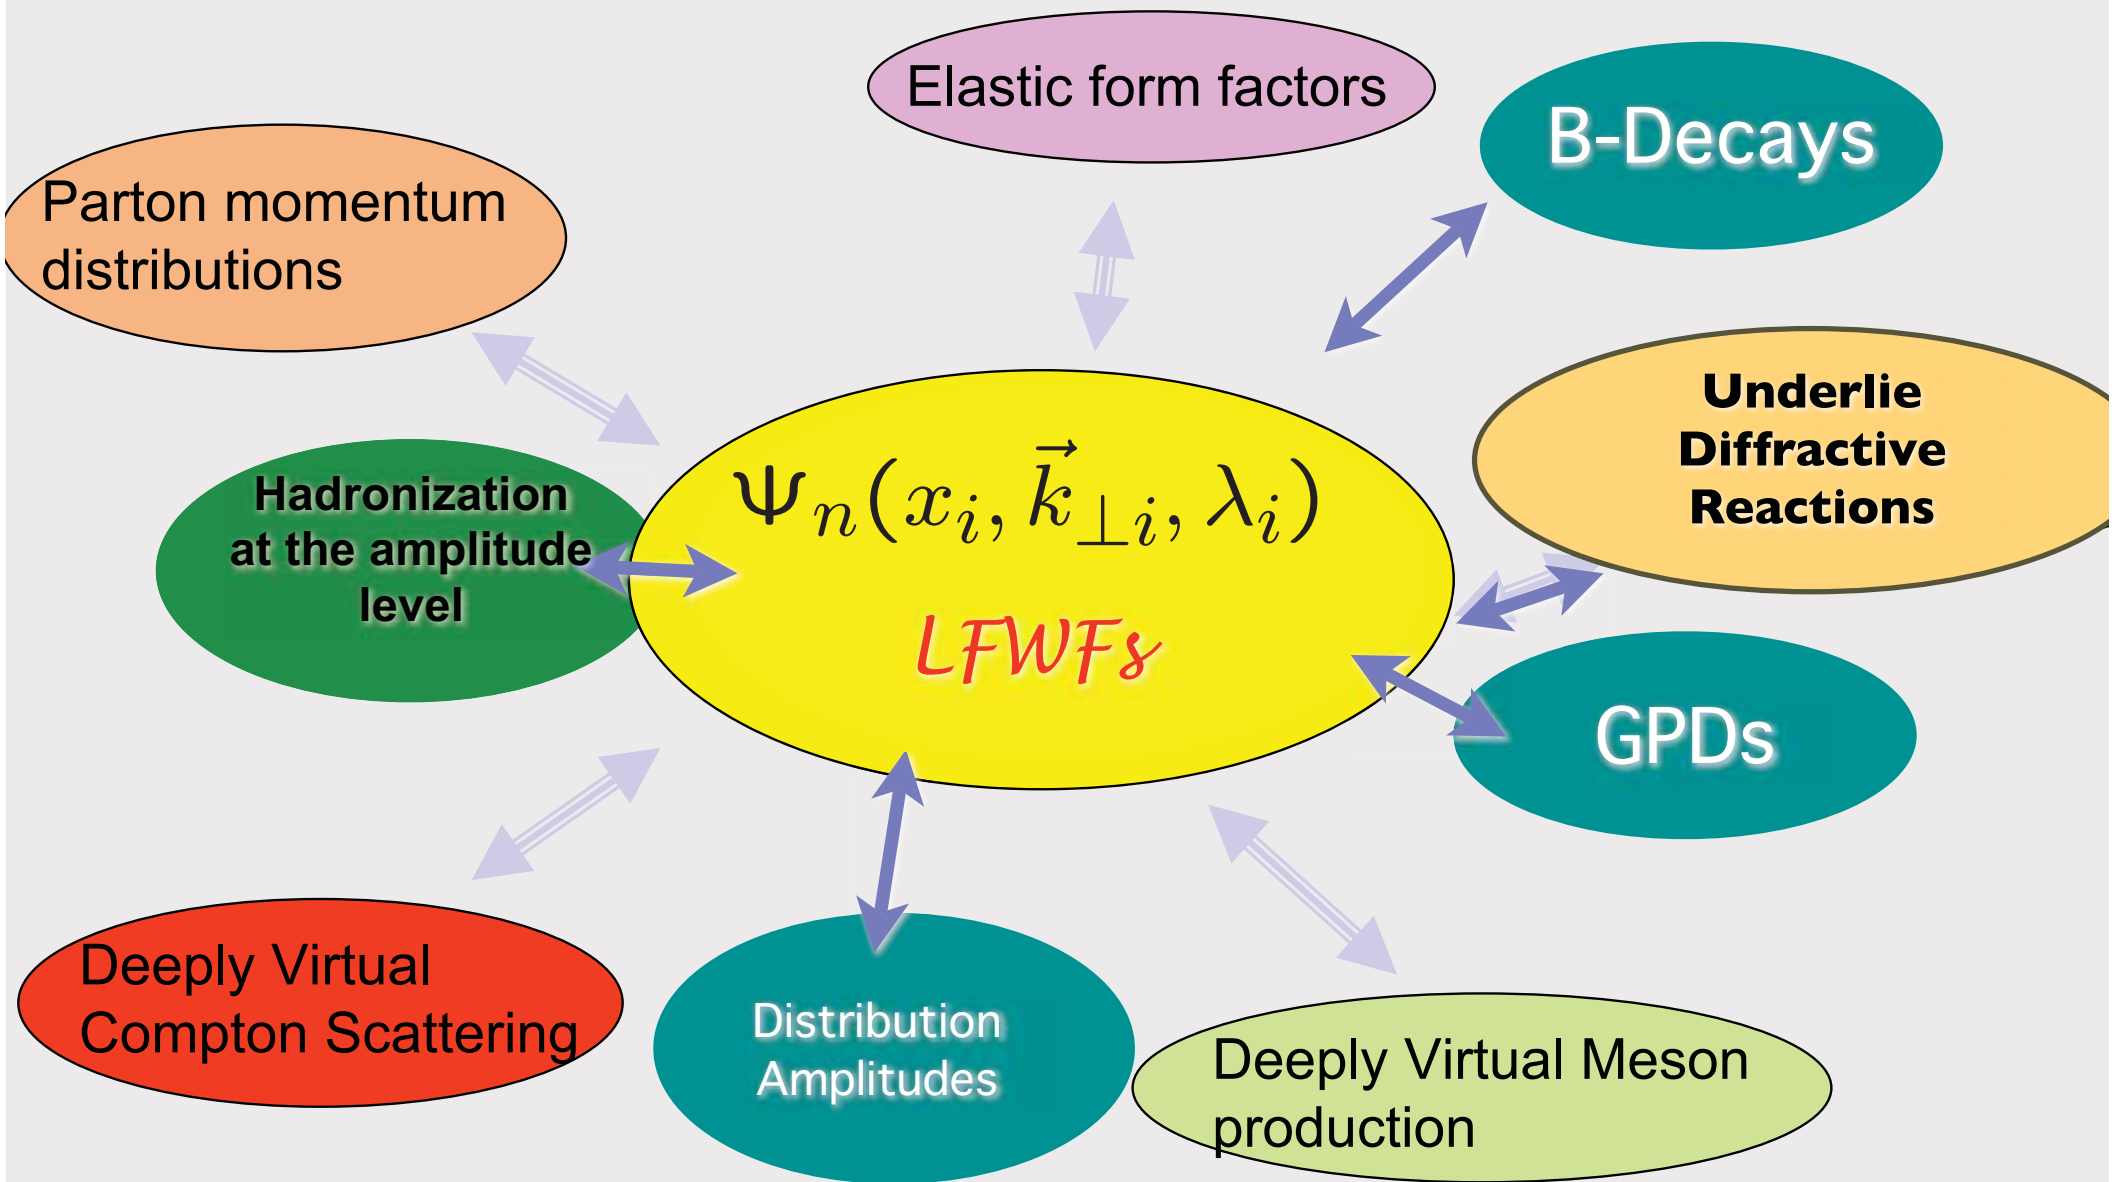 Elastic form factors
B-Decays
Parton momentum
distributions
Underlie
Diffractive
Reactions
Hadronization
at the amplitude
level
Ψₙ(xᵢ, k⃗⊥ᵢ, λᵢ)
LFWFs
GPDs
Deeply Virtual
Compton Scattering
Distribution
Amplitudes
Deeply Virtual Meson
production